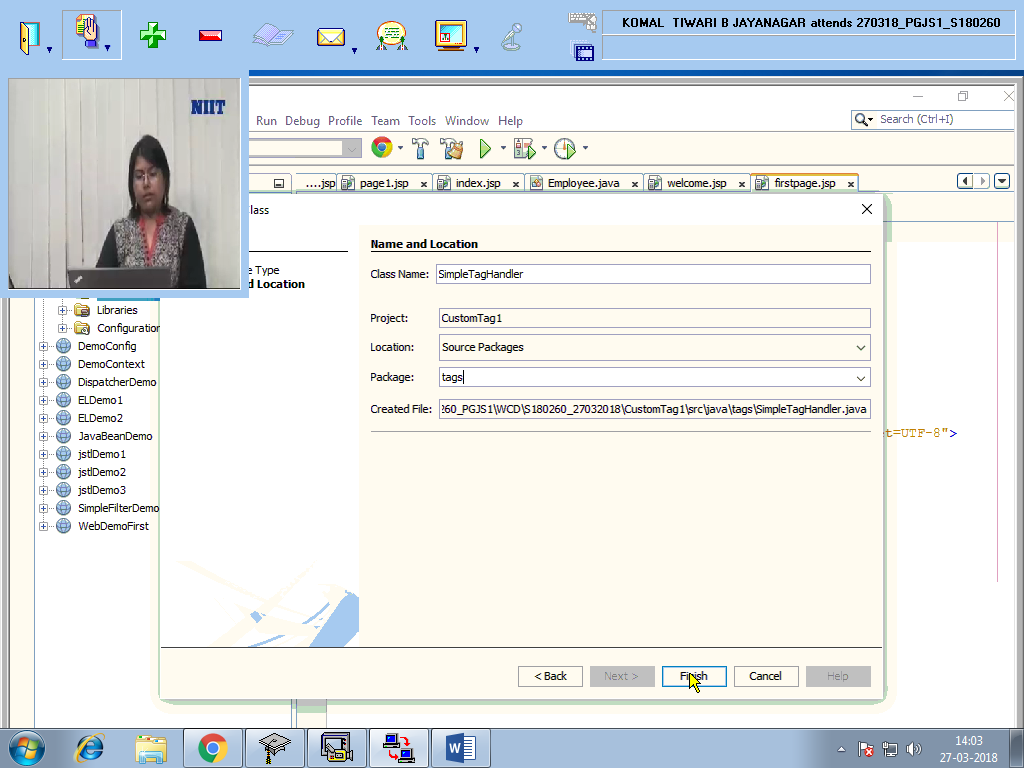 KOMAL TIWARI B JAYANAGAR attends 270318_PGJS1_S180260
NIIT
Run Debug Profile Team Tools Window Help
Search (Ctrl+I)
....jsp page1.jsp index.jsp Employee.java welcome.jsp firstpage.jsp
lass
Name and Location
e Type
d Location
Class Name: SimpleTagHandler
Project: CustomTag1
Location: Source Packages
Package: tags
Created File: 260_PGJS1\WCD\S180260_27032018\CustomTag1\src\java\tags\SimpleTagHandler.java
Libraries
Configuration
DemoConfig
DemoContext
DispatcherDemo
ELDemo1
ELDemo2
JavaBeanDemo
jstlDemo1
jstlDemo2
jstlDemo3
SimpleFilterDemo
WebDemoFirst
t=UTF-8">
< Back Next > Finish Cancel Help
14:03
27-03-2018